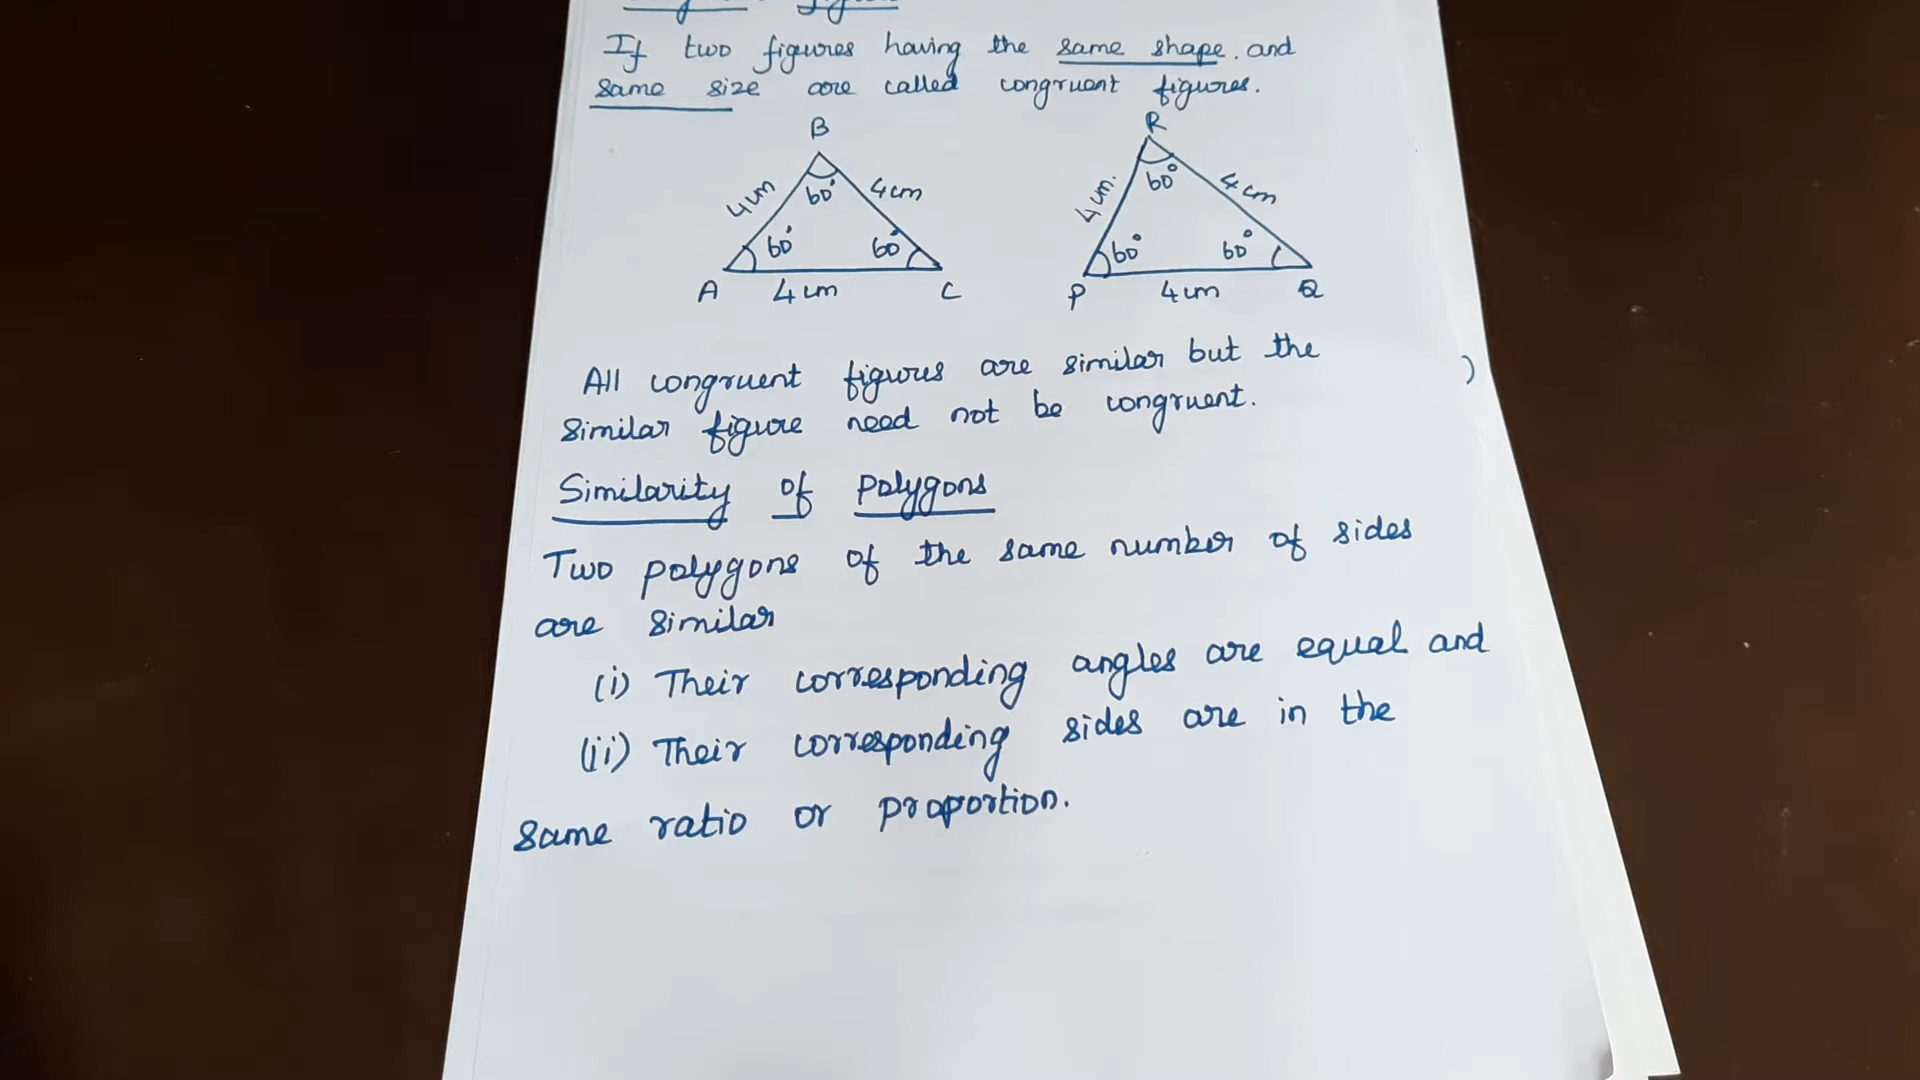 If two figures having the same shape. and
same size are called congruent figures.
B
R
4cm
60°
4cm
4cm.
60°
4cm
60°
60°
60°
60°
A
4cm
C
P
4cm
Q
All congruent figures are similar but the
similar figure need not be congruent.
Similarity of polygons
Two polygons of the same number of sides
are similar
(i) Their corresponding angles are equal and
(ii) Their corresponding sides are in the
same ratio or proportion.